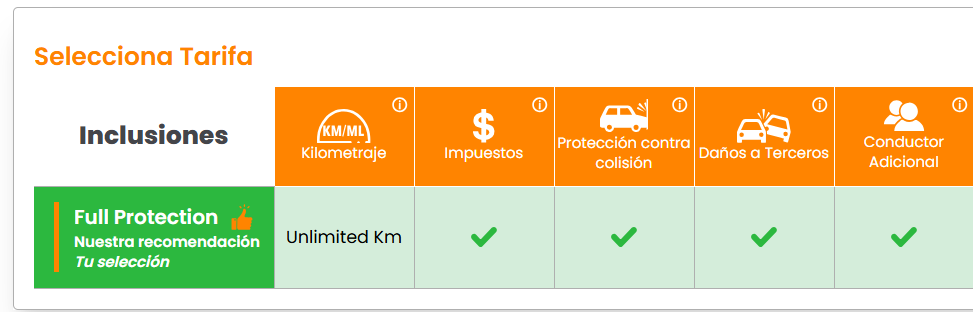 Selecciona Tarifa
Inclusiones
KM/ML
Kilometraje
$
Impuestos
Protección contra
colisión
Daños a Terceros
Conductor
Adicional
Full Protection
Nuestra recomendación
Tu selección
Unlimited Km